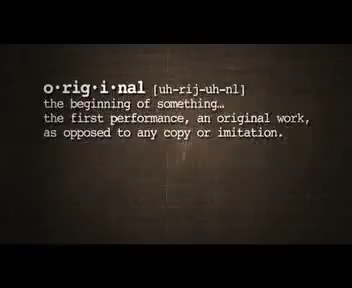 o·rig·i·nal [uh-rij-uh-nl]
the beginning of something…
the first performance, an original work,
as opposed to any copy or imitation.